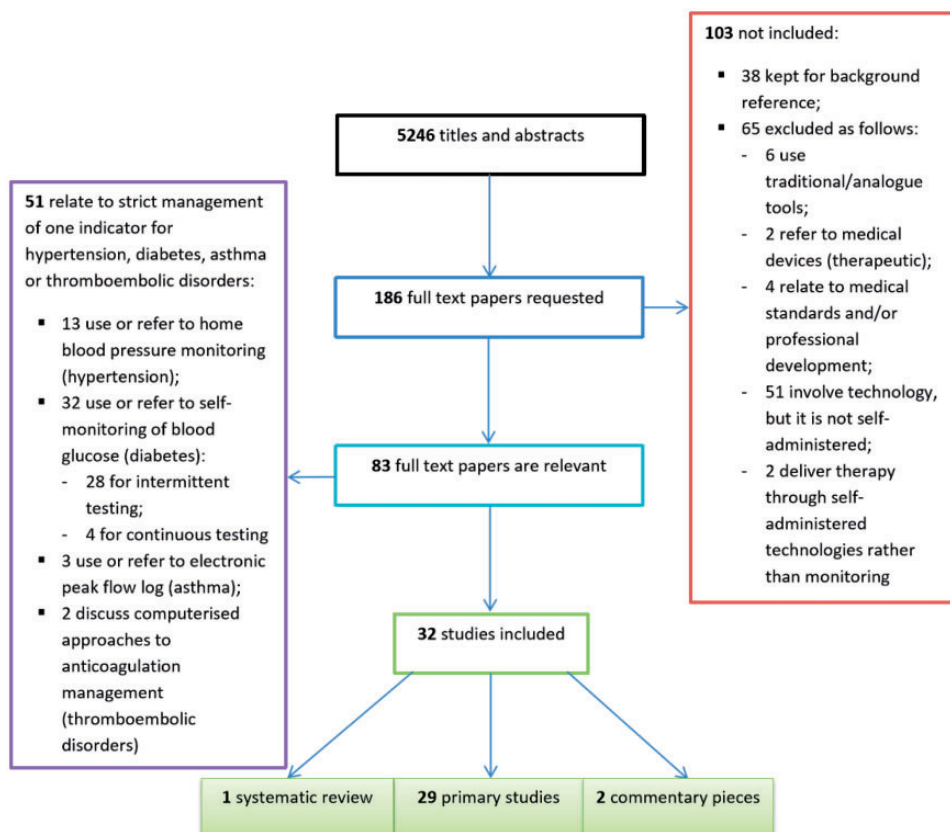 103 not included:
▪ 38 kept for background
reference;
▪ 65 excluded as follows:
- 6 use
traditional/analogue
tools;
- 2 refer to medical
devices (therapeutic);
- 4 relate to medical
standards and/or
professional
development;
- 51 involve technology,
but it is not self-
administered;
- 2 deliver therapy
through self-
administered
technologies rather
than monitoring
5246 titles and abstracts
51 relate to strict management
of one indicator for
hypertension, diabetes, asthma
or thromboembolic disorders:
▪ 13 use or refer to home
blood pressure monitoring
(hypertension);
▪ 32 use or refer to self-
monitoring of blood
glucose (diabetes):
- 28 for intermittent
testing;
- 4 for continuous testing
▪ 3 use or refer to electronic
peak flow log (asthma);
▪ 2 discuss computerised
approaches to
anticoagulation
management
(thromboembolic
disorders)
186 full text papers requested
83 full text papers are relevant
32 studies included
1 systematic review
29 primary studies
2 commentary pieces